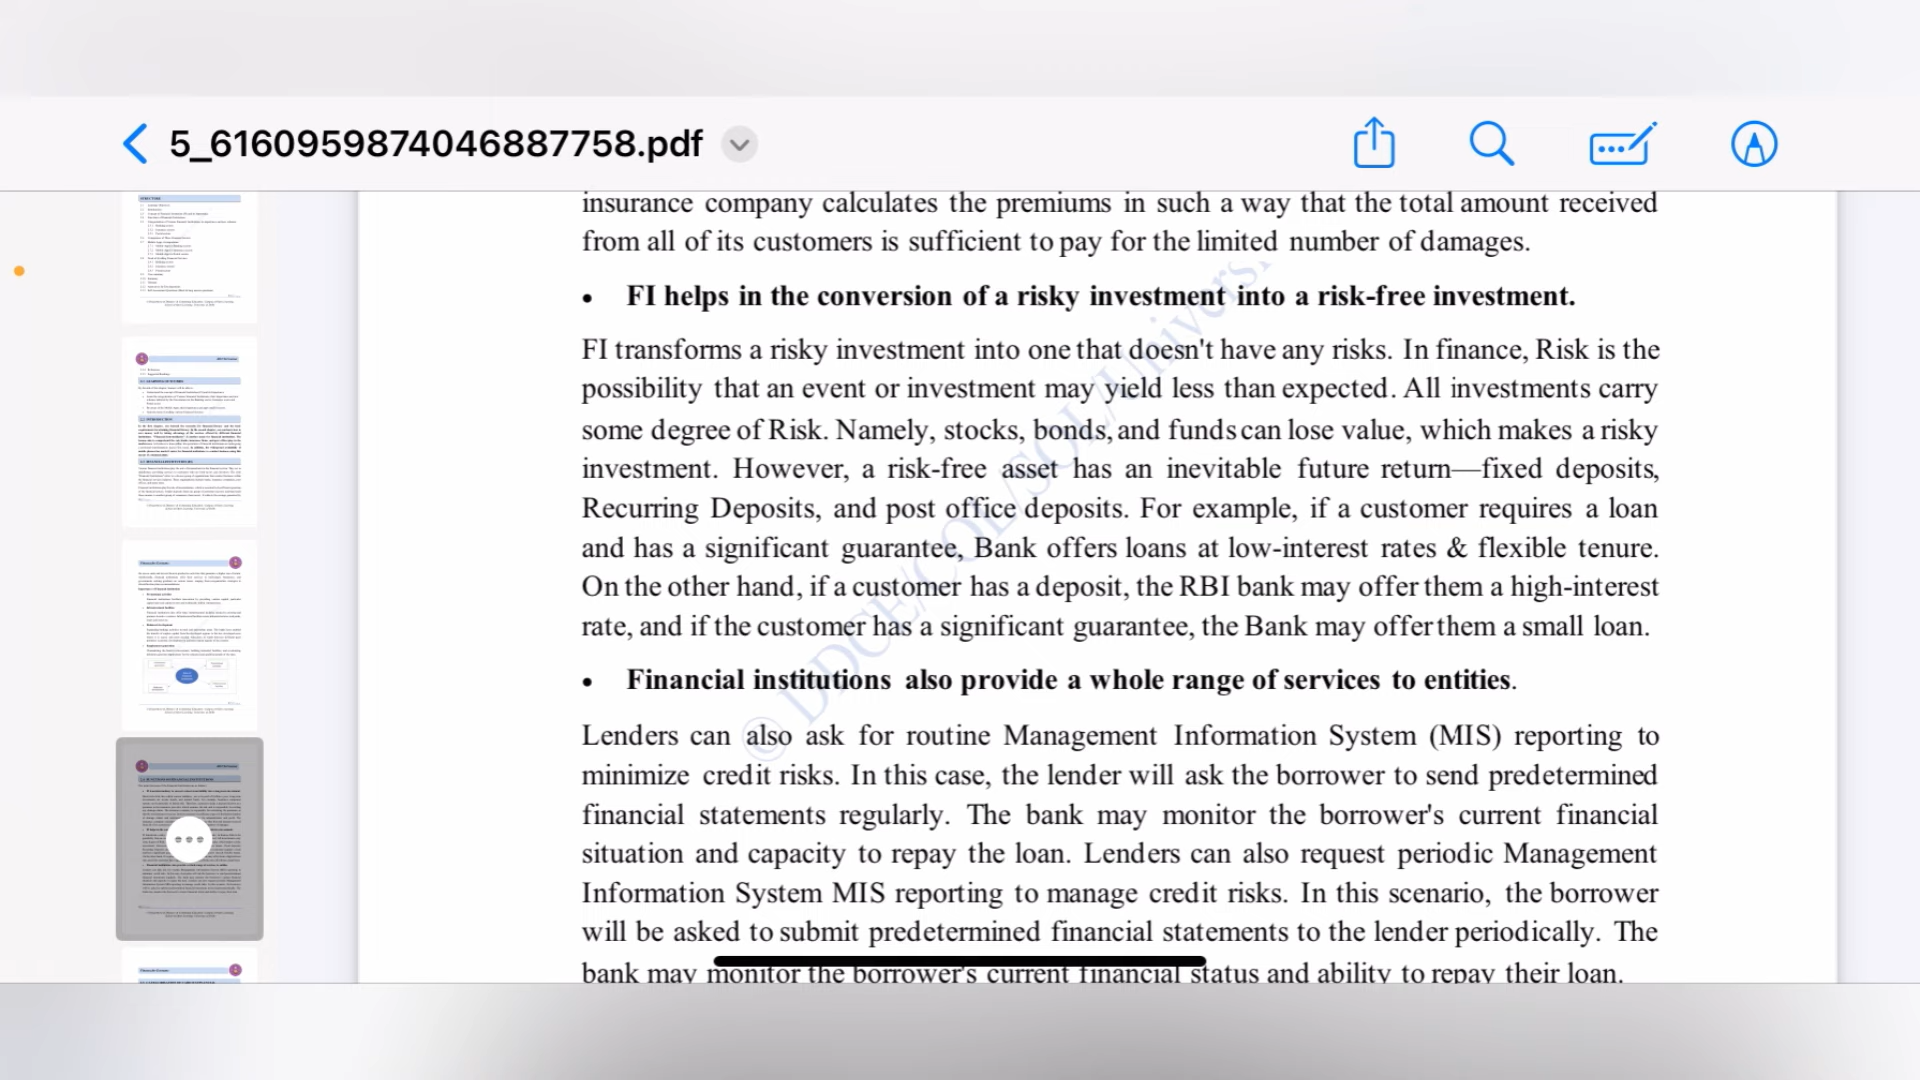 5_6160959874046887758.pdf
insurance company calculates the premiums in such a way that the total amount received
from all of its customers is sufficient to pay for the limited number of damages.
• FI helps in the conversion of a risky investment into a risk-free investment.
FI transforms a risky investment into one that doesn't have any risks. In finance, Risk is the
possibility that an event or investment may yield less than expected. All investments carry
some degree of Risk. Namely, stocks, bonds, and funds can lose value, which makes a risky
investment. However, a risk-free asset has an inevitable future return—fixed deposits,
Recurring Deposits, and post office deposits. For example, if a customer requires a loan
and has a significant guarantee, Bank offers loans at low-interest rates & flexible tenure.
On the other hand, if a customer has a deposit, the RBI bank may offer them a high-interest
rate, and if the customer has a significant guarantee, the Bank may offer them a small loan.
• Financial institutions also provide a whole range of services to entities.
Lenders can also ask for routine Management Information System (MIS) reporting to
minimize credit risks. In this case, the lender will ask the borrower to send predetermined
financial statements regularly. The bank may monitor the borrower's current financial
situation and capacity to repay the loan. Lenders can also request periodic Management
Information System MIS reporting to manage credit risks. In this scenario, the borrower
will be asked to submit predetermined financial statements to the lender periodically. The
bank may monitor the borrower's current financial status and ability to repay their loan.
© DDCE/COL/SOL/Univers